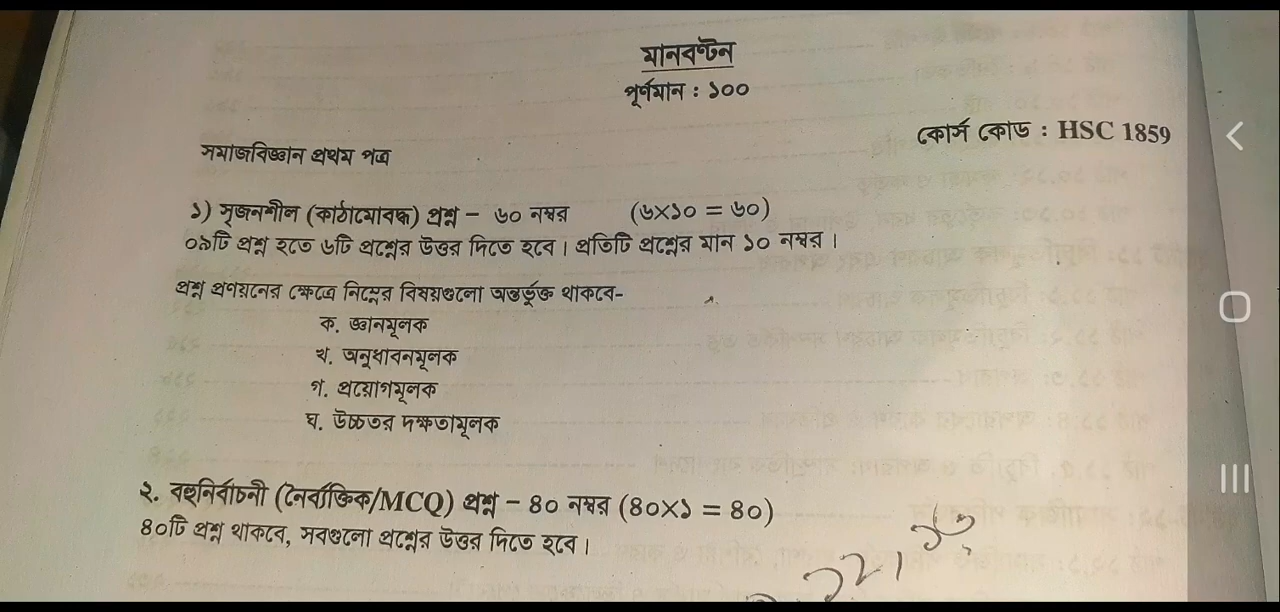 মানবণ্টন
পূর্ণমান : ১০০
কোর্স কোড : HSC 1859
সমাজবিজ্ঞান প্রথম পত্র
১) সৃজনশীল (কাঠামোবদ্ধ) প্রশ্ন – ৬০ নম্বর (৬×১০ = ৬০)
০৯টি প্রশ্ন হতে ৬টি প্রশ্নের উত্তর দিতে হবে। প্রতিটি প্রশ্নের মান ১০ নম্বর।
প্রশ্ন প্রণয়নের ক্ষেত্রে নিম্নের বিষয়গুলো অন্তর্ভুক্ত থাকবে-
ক. জ্ঞানমূলক
খ. অনুধাবনমূলক
গ. প্রয়োগমূলক
ঘ. উচ্চতর দক্ষতামূলক
২. বহুনির্বাচনী (নৈর্ব্যক্তিক/MCQ) প্রশ্ন – ৪০ নম্বর (৪০×১ = ৪০)
৪০টি প্রশ্ন থাকবে, সবগুলো প্রশ্নের উত্তর দিতে হবে।